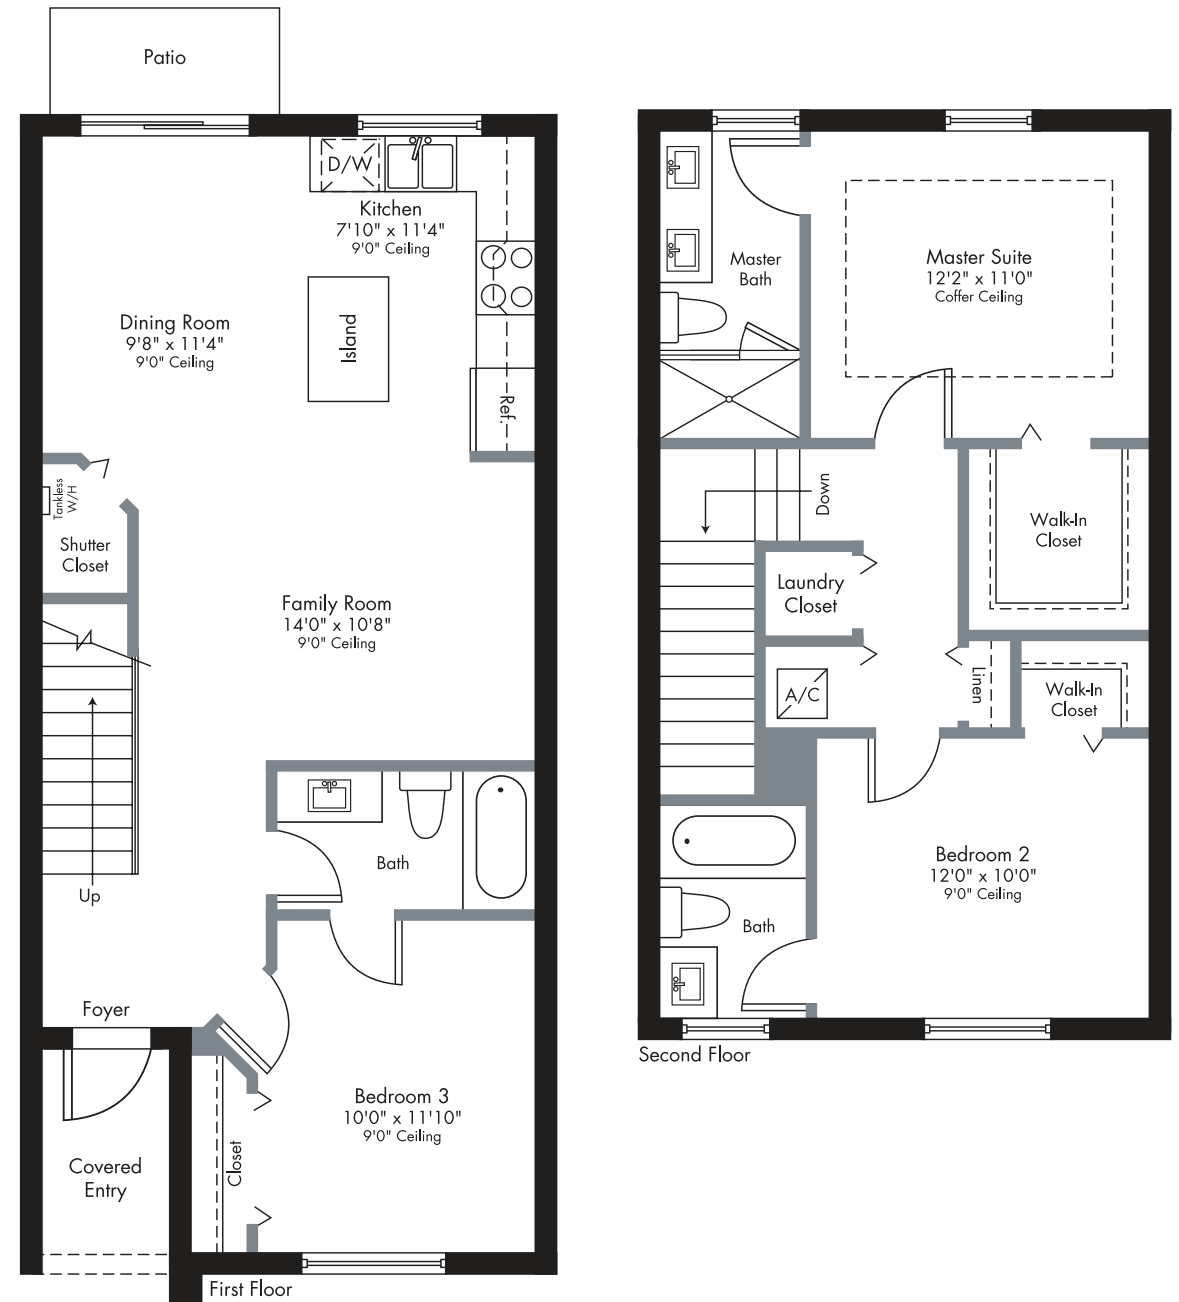 Patio
D/W
Kitchen
7'10" x 11'4"
9'0" Ceiling
Dining Room
9'8" x 11'4"
9'0" Ceiling
Island
Ref.
Tankless
W/H
Shutter
Closet
Family Room
14'0" x 10'8"
9'0" Ceiling
Up
Bath
Foyer
Bedroom 3
10'0" x 11'10"
9'0" Ceiling
Covered
Entry
Closet
First Floor
Master
Bath
Master Suite
12'2" x 11'0"
Coffer Ceiling
Down
Walk-In
Closet
Laundry
Closet
A/C
Linen
Walk-In
Closet
Bedroom 2
12'0" x 10'0"
9'0" Ceiling
Bath
Second Floor